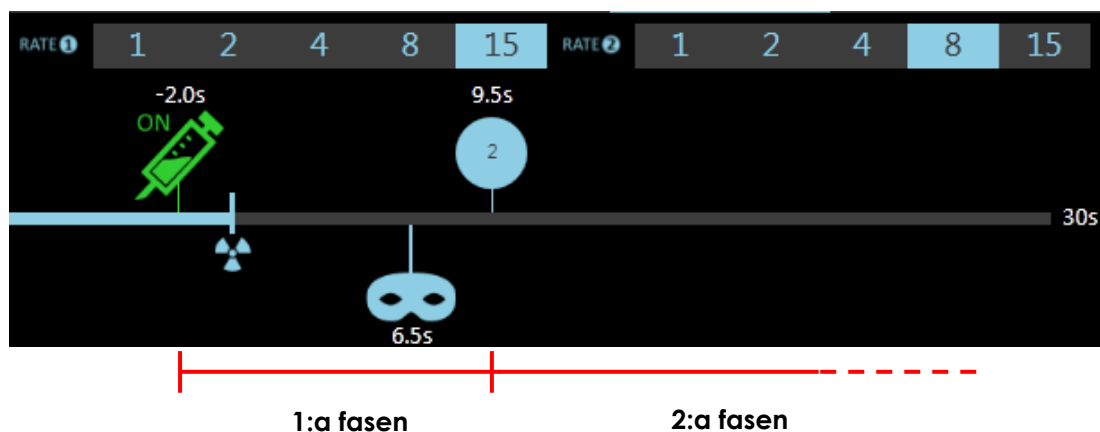 RATE 1 1 2 4 8 15 RATE 2 1 2 4 8 15
-2.0s 9.5s
ON
2
30s
6.5s
1:a fasen 2:a fasen